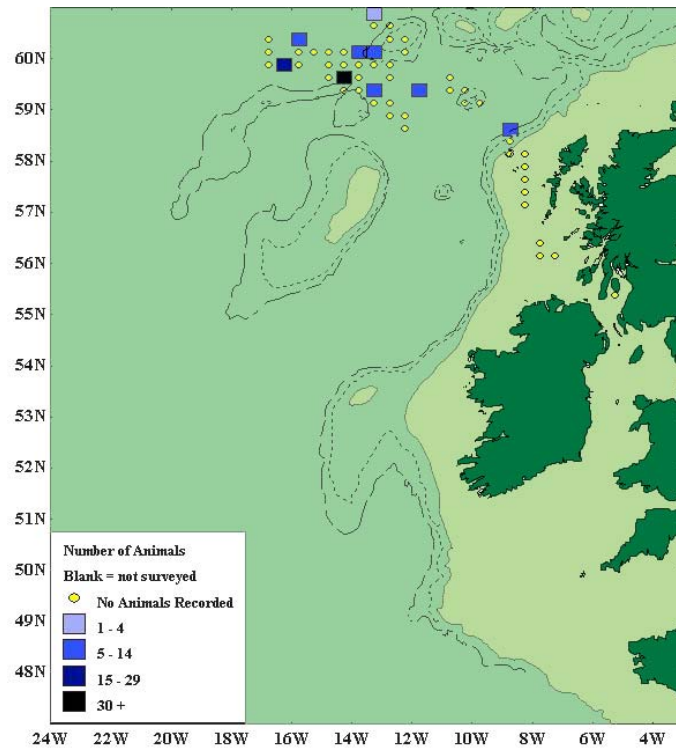 60N
59N
58N
57N
56N
55N
54N
53N
52N
51N
50N
49N
48N
Number of Animals
Blank = not surveyed
No Animals Recorded
1 - 4
5 - 14
15 - 29
30 +
24W 22W 20W 18W 16W 14W 12W 10W 8W 6W 4W